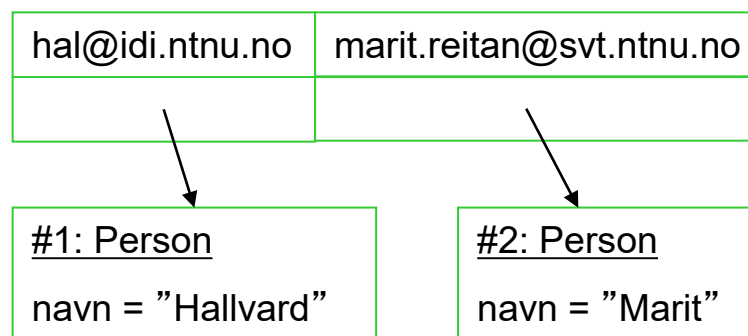 hal@idi.ntnu.no marit.reitan@svt.ntnu.no
#1: Person
navn = ”Hallvard”
#2: Person
navn = ”Marit”